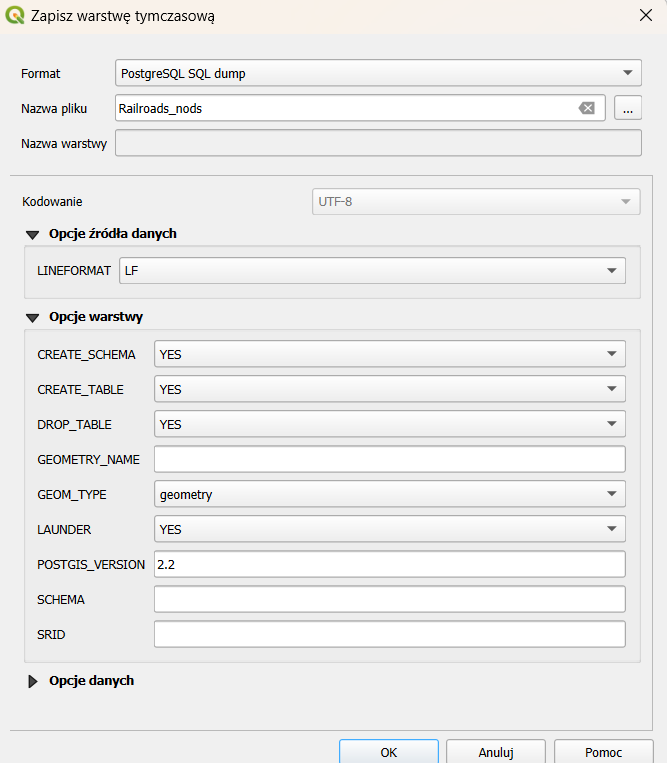 Zapisz warstwę tymczasową
Format PostgreSQL SQL dump
Nazwa pliku Railroads_nods ...
Nazwa warstwy
Kodowanie UTF-8
Opcje źródła danych
LINEFORMAT LF
Opcje warstwy
CREATE_SCHEMA YES
CREATE_TABLE YES
DROP_TABLE YES
GEOMETRY_NAME
GEOM_TYPE geometry
LAUNDER YES
POSTGIS_VERSION 2.2
SCHEMA
SRID
Opcje danych
OK Anuluj Pomoc